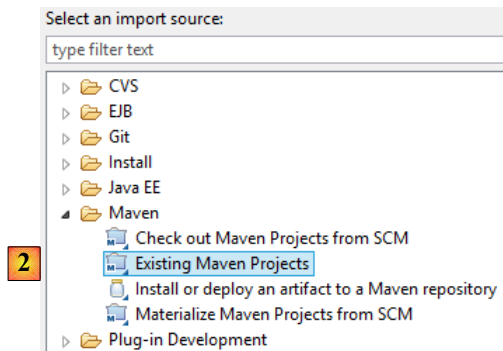 Select an import source:
type filter text
CVS
EJB
Git
Install
Java EE
Maven
Check out Maven Projects from SCM
2
Existing Maven Projects
Install or deploy an artifact to a Maven repository
Materialize Maven Projects from SCM
Plug-in Development